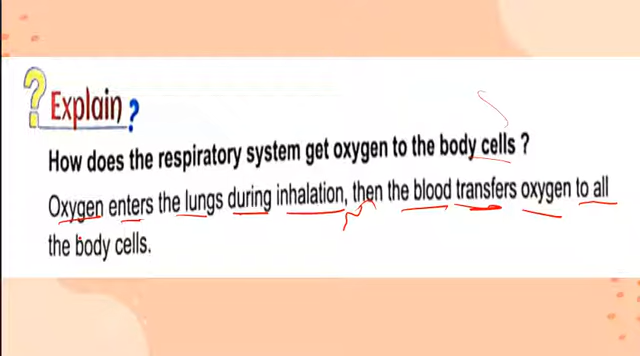 ? Explain ?
How does the respiratory system get oxygen to the body cells ?
Oxygen enters the lungs during inhalation, then the blood transfers oxygen to all
the body cells.